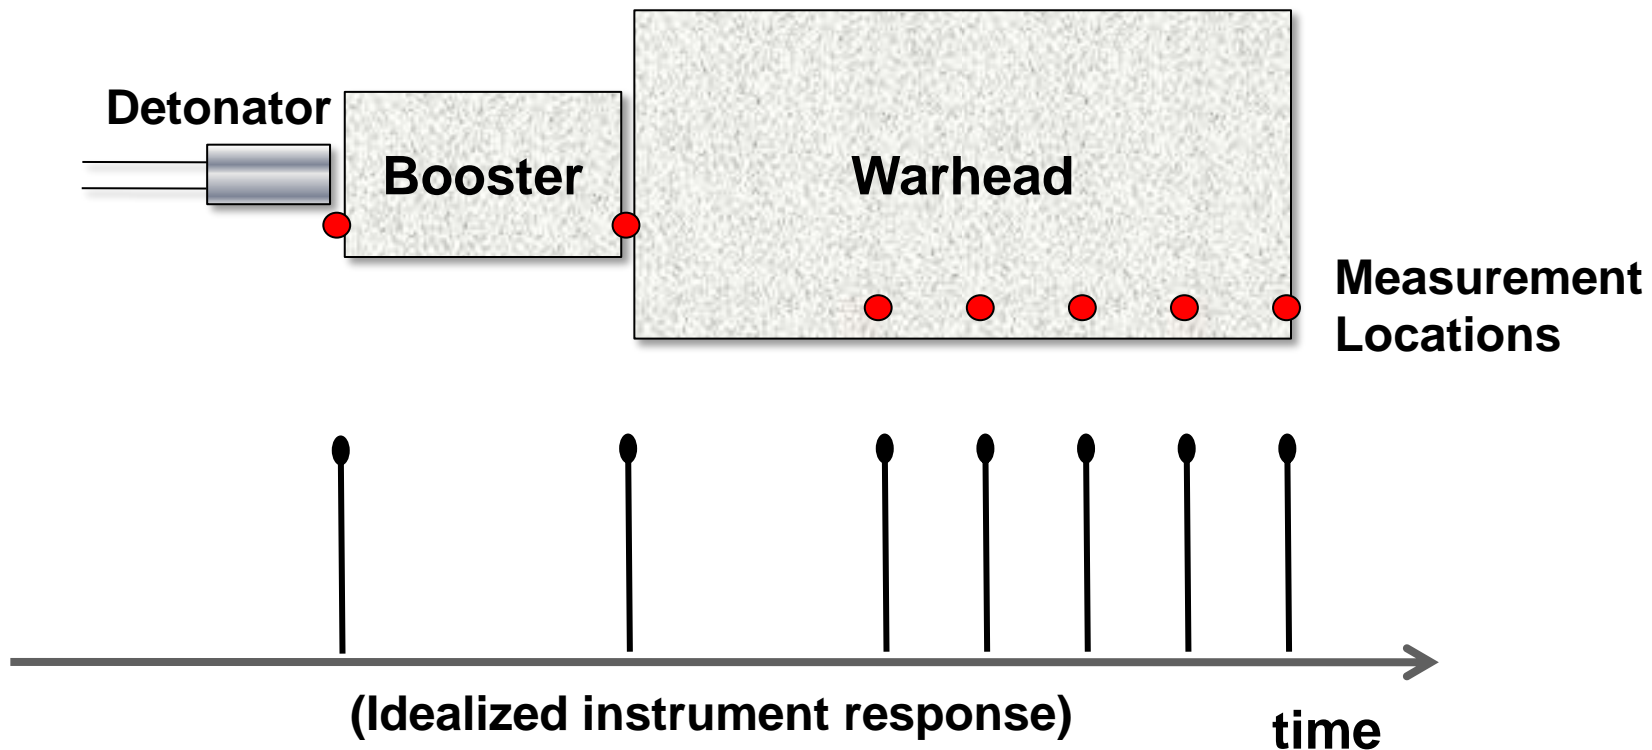 Detonator
Booster
Warhead
Measurement
Locations
(Idealized instrument response)
time